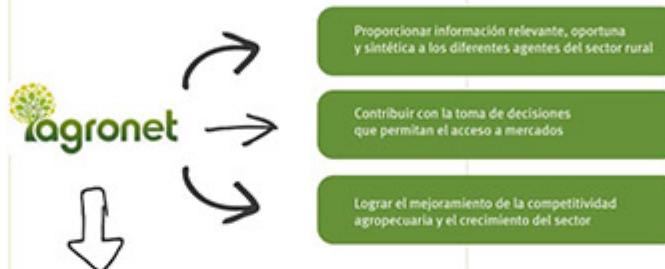 Proporcionar información relevante, oportuna
y sintética a los diferentes agentes del sector rural
agronet
Contribuir con la toma de decisiones
que permitan el acceso a mercados
Lograr el mejoramiento de la competitividad
agropecuaria y el crecimiento del sector